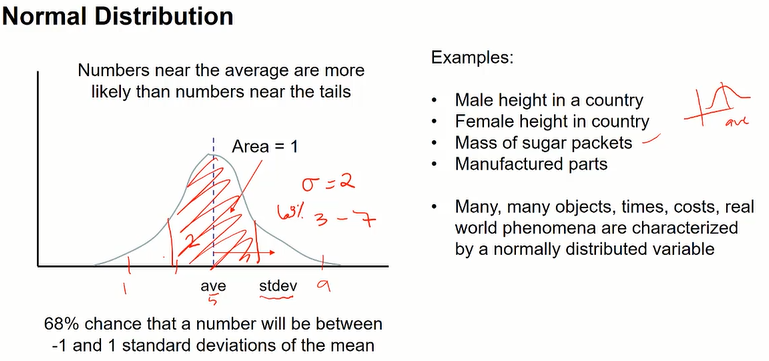 Normal Distribution
Numbers near the average are more
likely than numbers near the tails
Area = 1
σ = 2
68% 3 - 7
2
1
ave
5
stdev
9
68% chance that a number will be between
-1 and 1 standard deviations of the mean
Examples:
• Male height in a country
• Female height in country
• Mass of sugar packets
• Manufactured parts
ave
• Many, many objects, times, costs, real
world phenomena are characterized
by a normally distributed variable